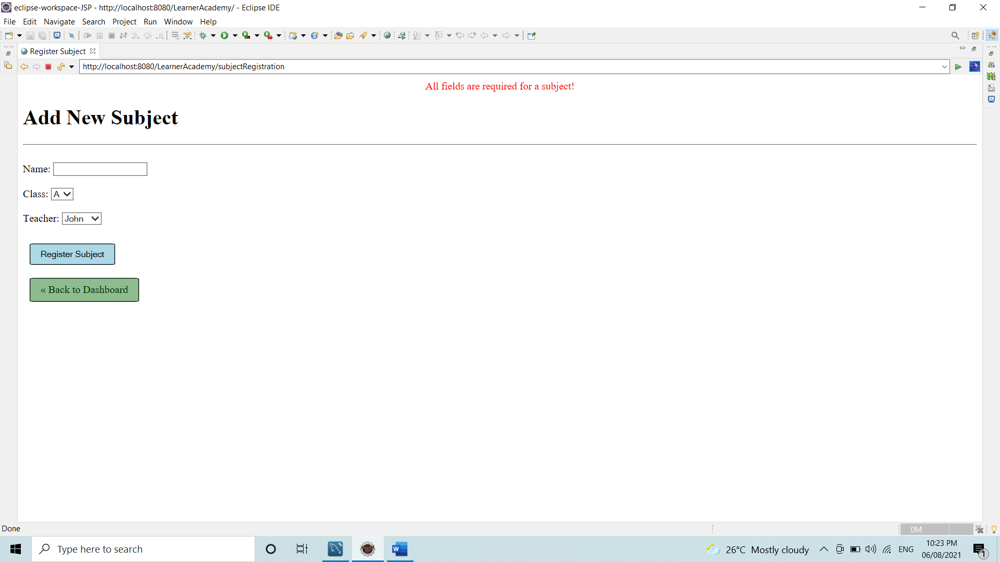 eclipse-workspace-JSP - http://localhost:8080/LearnerAcademy/ - Eclipse IDE
File Edit Navigate Search Project Run Window Help
Register Subject
http://localhost:8080/LearnerAcademy/subjectRegistration
All fields are required for a subject!
Add New Subject
Name:
Class: A
Teacher: John
Register Subject
« Back to Dashboard
Done
0M
Type here to search
26°C Mostly cloudy
ENG
10:23 PM
06/08/2021
1